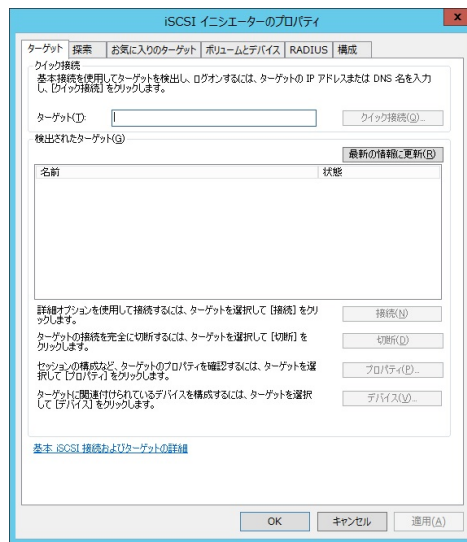 iSCSI イニシエーターのプロパティ
x
ターゲット 探索 お気に入りのターゲット ボリュームとデバイス RADIUS 構成
クイック接続
基本接続を使用してターゲットを検出し、ログオンするには、ターゲットの IP アドレスまたは DNS 名を入力
し、[クイック接続] をクリックします。
ターゲット(T): クイック接続(Q)...
検出されたターゲット(G)
最新の情報に更新(R)
名前 状態
詳細オプションを使用して接続するには、ターゲットを選択して [接続] をクリ
ックします。
接続(N)
ターゲットの接続を完全に切断するには、ターゲットを選択して [切断] を
クリックします。
切断(D)
セッションの構成など、ターゲットのプロパティを確認するには、ターゲットを選
択して [プロパティ] をクリックします。
プロパティ(P)...
ターゲットに関連付けられているデバイスを構成するには、ターゲットを選択
して [デバイス] をクリックします。
デバイス(V)...
基本 iSCSI 接続およびターゲットの詳細
OK キャンセル 適用(A)